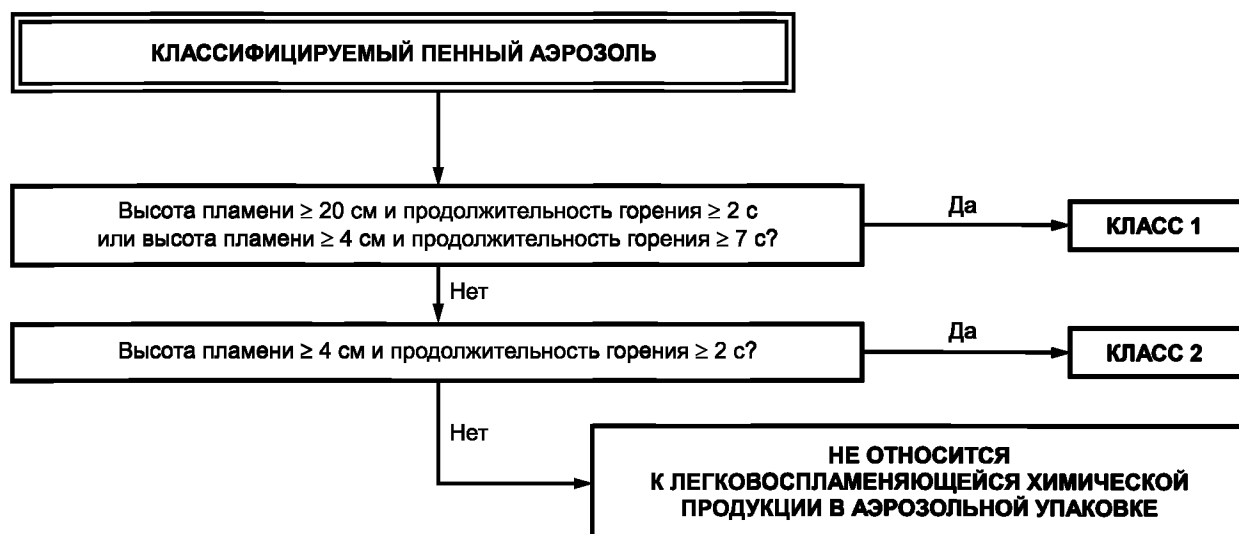 КЛАССИФИЦИРУЕМЫЙ ПЕННЫЙ АЭРОЗОЛЬ
Высота пламени ≥ 20 см и продолжительность горения ≥ 2 с
или высота пламени ≥ 4 см и продолжительность горения ≥ 7 с?
Да
КЛАСС 1
Нет
Высота пламени ≥ 4 см и продолжительность горения ≥ 2 с?
Да
КЛАСС 2
Нет
НЕ ОТНОСИТСЯ
К ЛЕГКОВОСПЛАМЕНЯЮЩЕЙСЯ ХИМИЧЕСКОЙ
ПРОДУКЦИИ В АЭРОЗОЛЬНОЙ УПАКОВКЕ